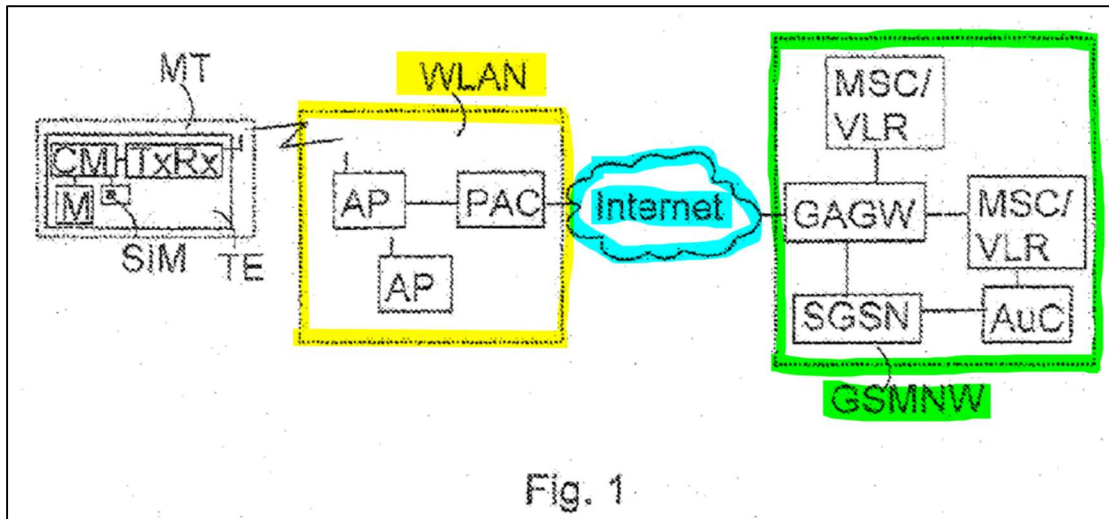 MT
CM
TxRx
M
SiM
TE
WLAN
AP
PAC
AP
Internet
MSC/
VLR
GAGW
MSC/
VLR
SGSN
AuC
GSMNW
Fig. 1